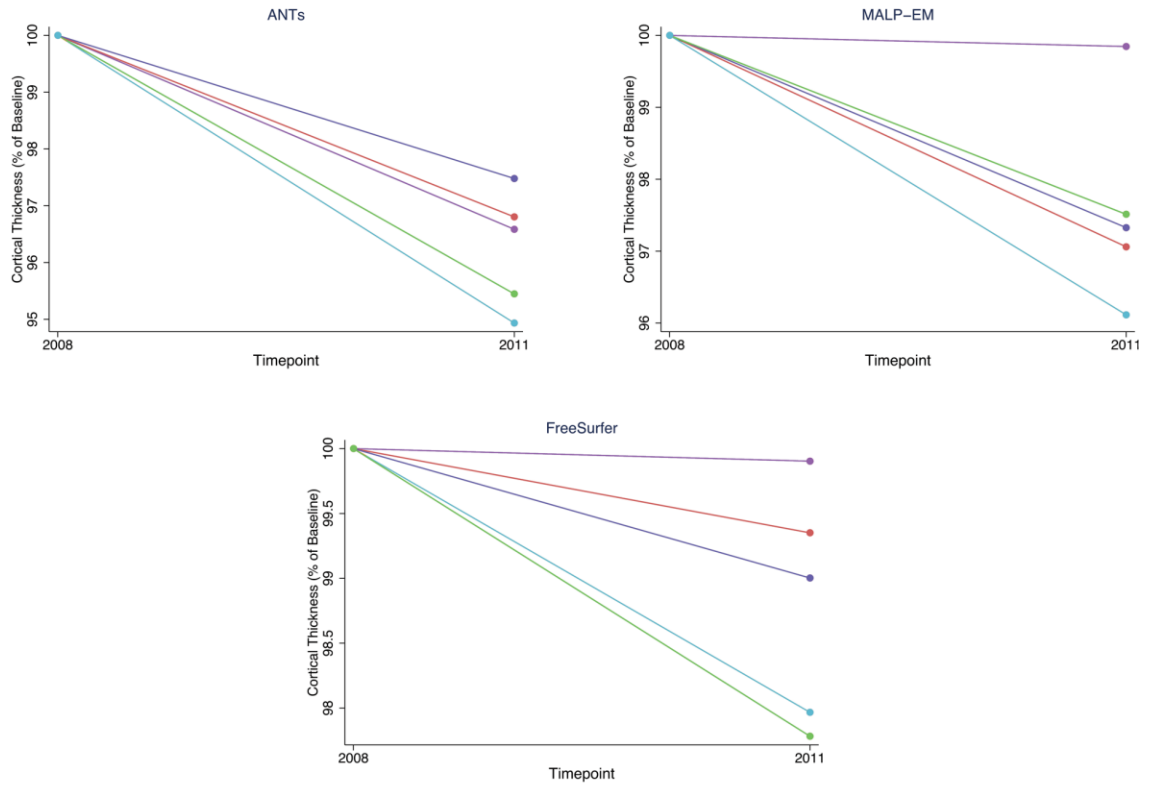 ANTs
Cortical Thickness (% of Baseline)
100
99
98
97
96
95
2008
2011
Timepoint
MALP-EM
Cortical Thickness (% of Baseline)
100
99
98
97
96
2008
2011
Timepoint
FreeSurfer
Cortical Thickness (% of Baseline)
100
99.5
99
98.5
98
2008
2011
Timepoint